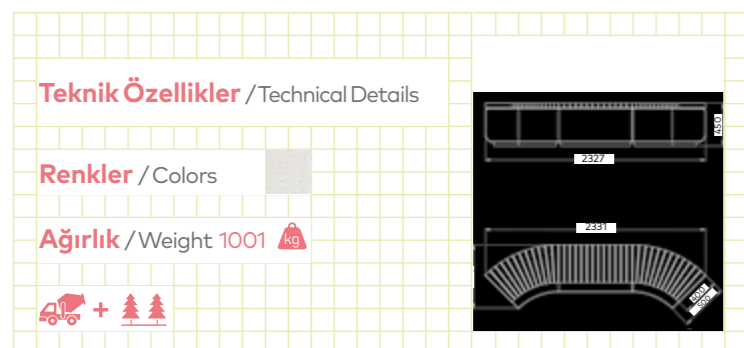 Teknik Özellikler / Technical Details
450
2327
Renkler / Colors
2331
Ağırlık / Weight 1001 kg
400
500
+